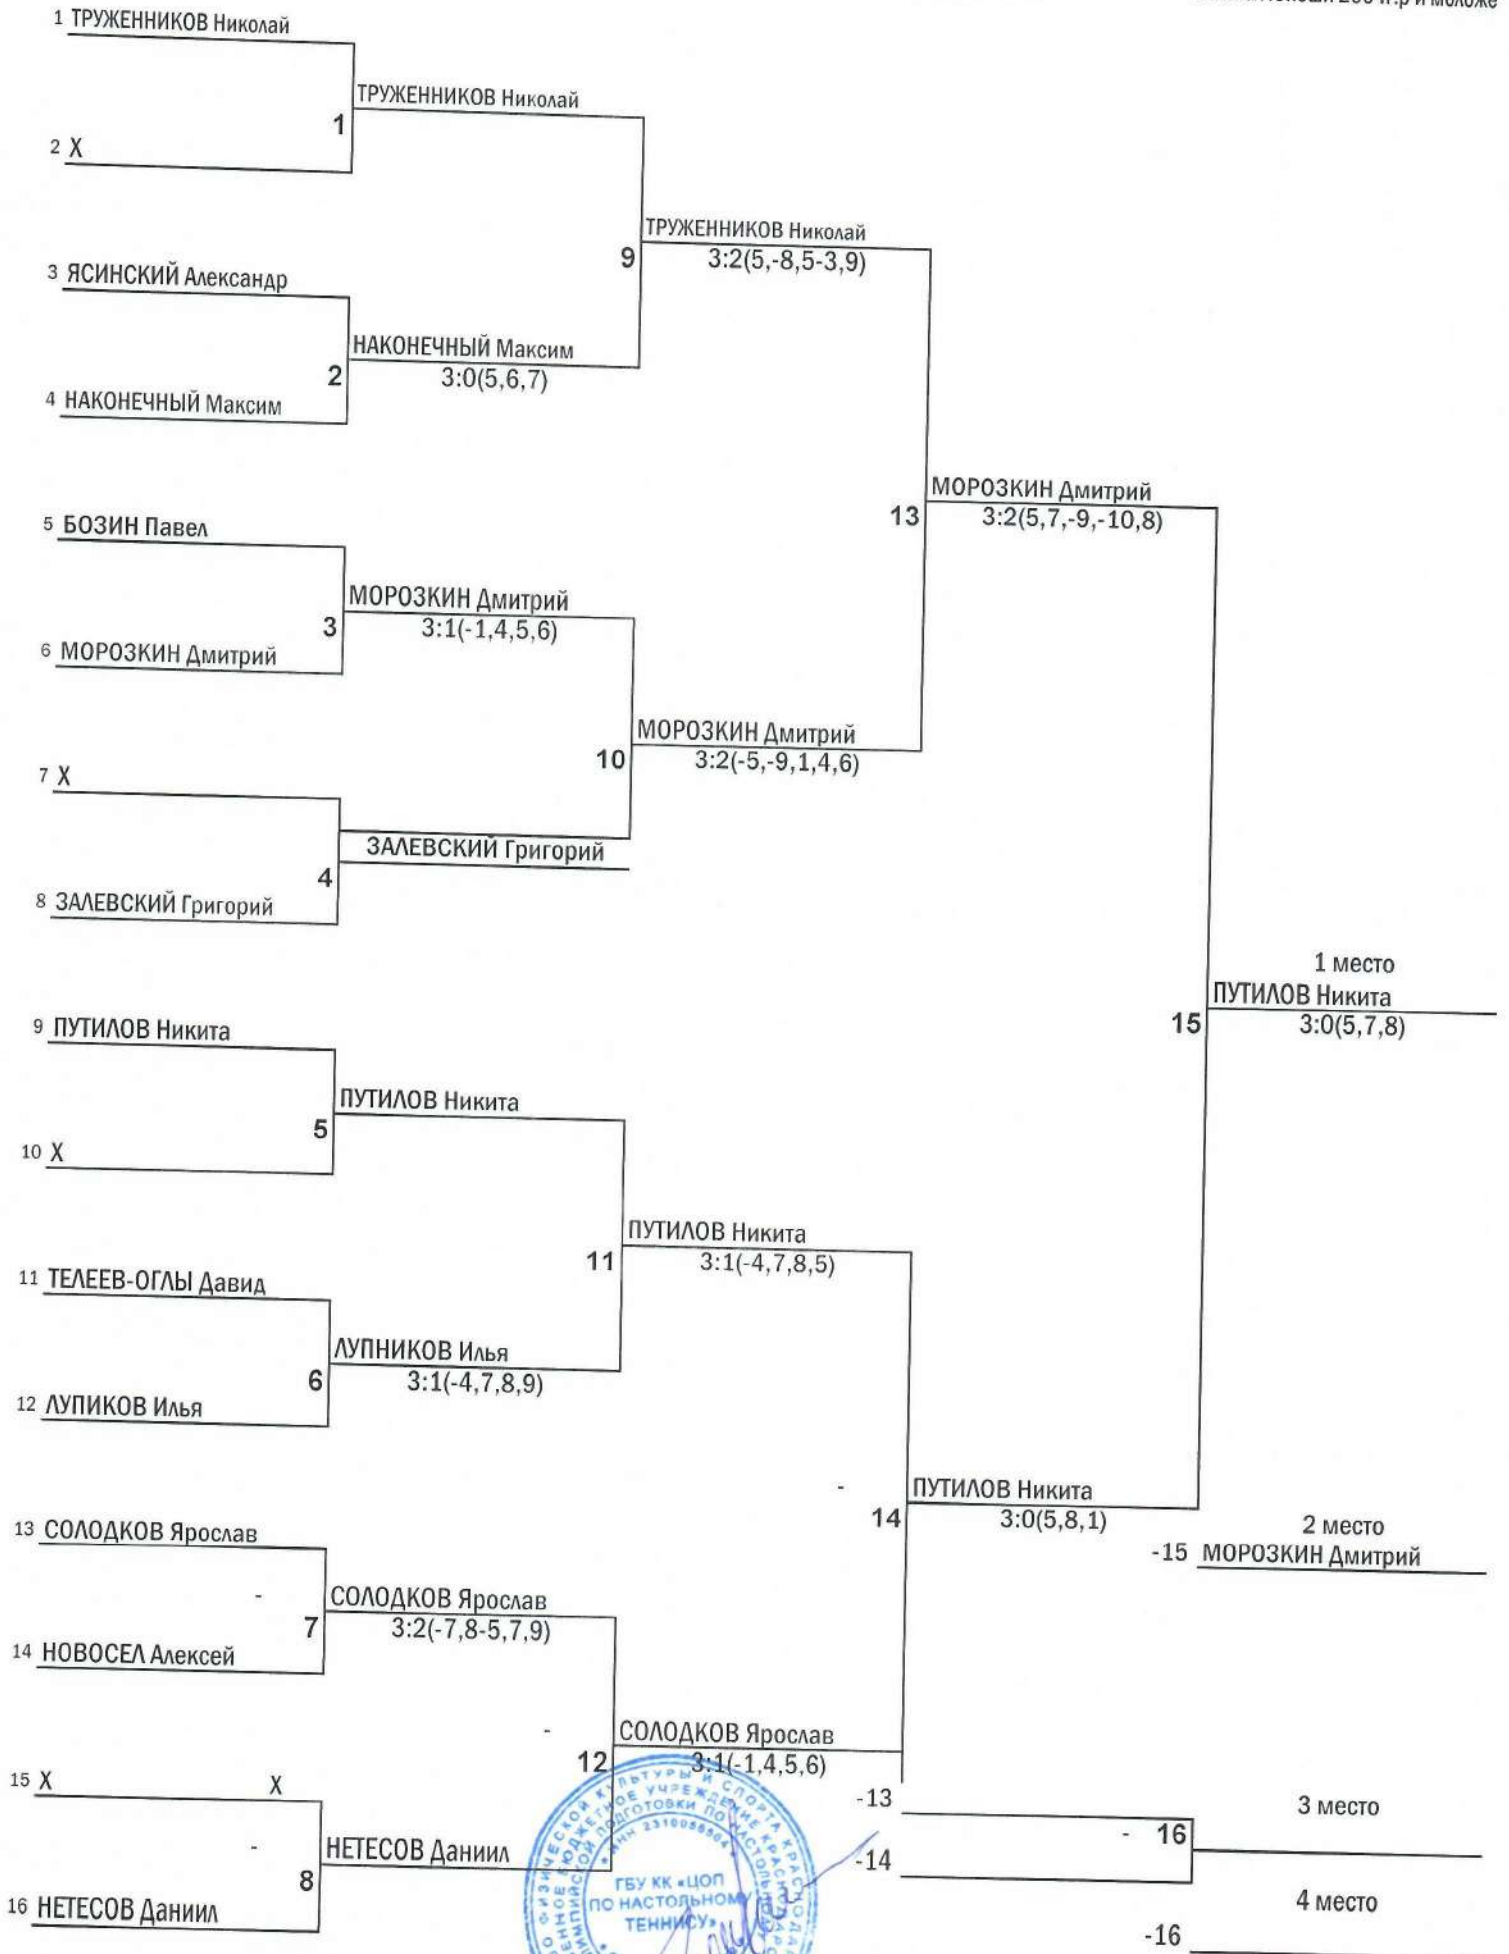 1 ТРУЖЕННИКОВ Николай
ТРУЖЕННИКОВ Николай
1
2 X
ТРУЖЕННИКОВ Николай
9
3:2(5,-8,5-3,9)
3 ЯСИНСКИЙ Александр
НАКОНЕЧНЫЙ Максим
2
3:0(5,6,7)
4 НАКОНЕЧНЫЙ Максим
МОРОЗКИН Дмитрий
13
3:2(5,7,-9,-10,8)
5 БОЗИН Павел
МОРОЗКИН Дмитрий
3
3:1(-1,4,5,6)
6 МОРОЗКИН Дмитрий
МОРОЗКИН Дмитрий
10
3:2(-5,-9,1,4,6)
7 X
ЗАЛЕВСКИЙ Григорий
4
8 ЗАЛЕВСКИЙ Григорий
1 место
ПУТИЛОВ Никита
15
3:0(5,7,8)
9 ПУТИЛОВ Никита
ПУТИЛОВ Никита
5
10 X
ПУТИЛОВ Никита
11
3:1(-4,7,8,5)
11 ТЕЛЕЕВ-ОГЛЫ Давид
ЛУПНИКОВ Илья
6
3:1(-4,7,8,9)
12 ЛУПИКОВ Илья
-
ПУТИЛОВ Никита
14
3:0(5,8,1)
2 место
-15 МОРОЗКИН Дмитрий
13 СОЛОДКОВ Ярослав
-
СОЛОДКОВ Ярослав
7
3:2(-7,8-5,7,9)
14 НОВОСЕЛ Алексей
-
СОЛОДКОВ Ярослав
12
3:1(-1,4,5,6)
15 X X
-13
3 место
- 16
-
НЕТЕСОВ Даниил
8
-14
4 место
16 НЕТЕСОВ Даниил
-16
ИНН 2310056504
ГБУ КК «ЦОП
ПО НАСТОЛЬНОМУ
ТЕННИСУ»